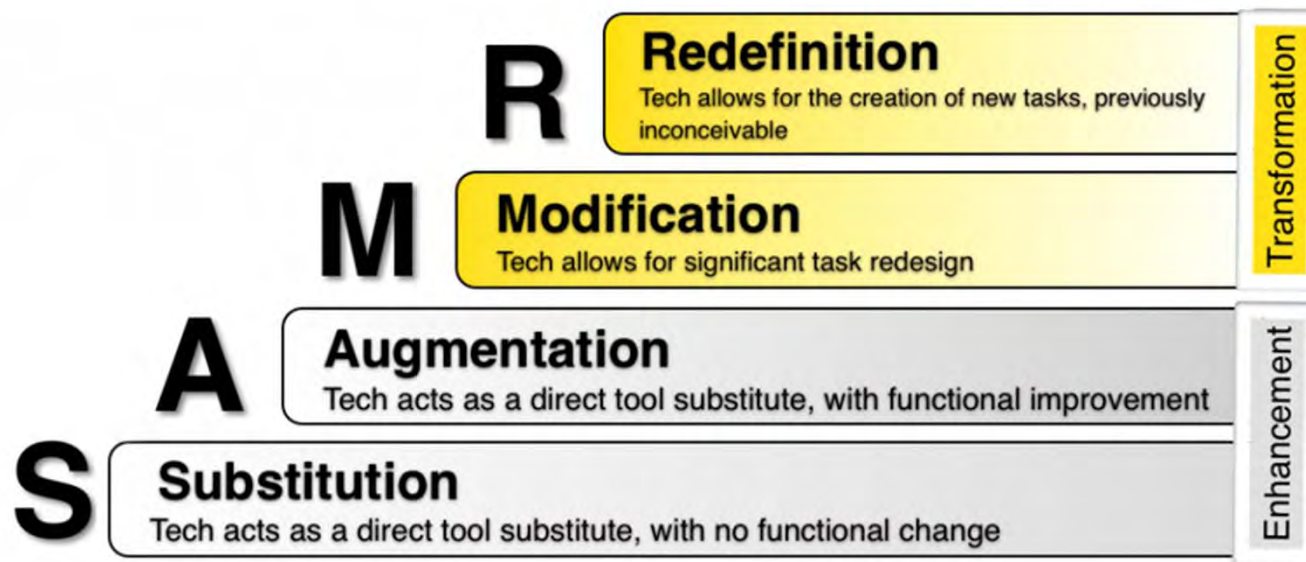 R
Redefinition
Tech allows for the creation of new tasks, previously
inconceivable
M
Modification
Tech allows for significant task redesign
Transformation
A
Augmentation
Tech acts as a direct tool substitute, with functional improvement
S
Substitution
Tech acts as a direct tool substitute, with no functional change
Enhancement